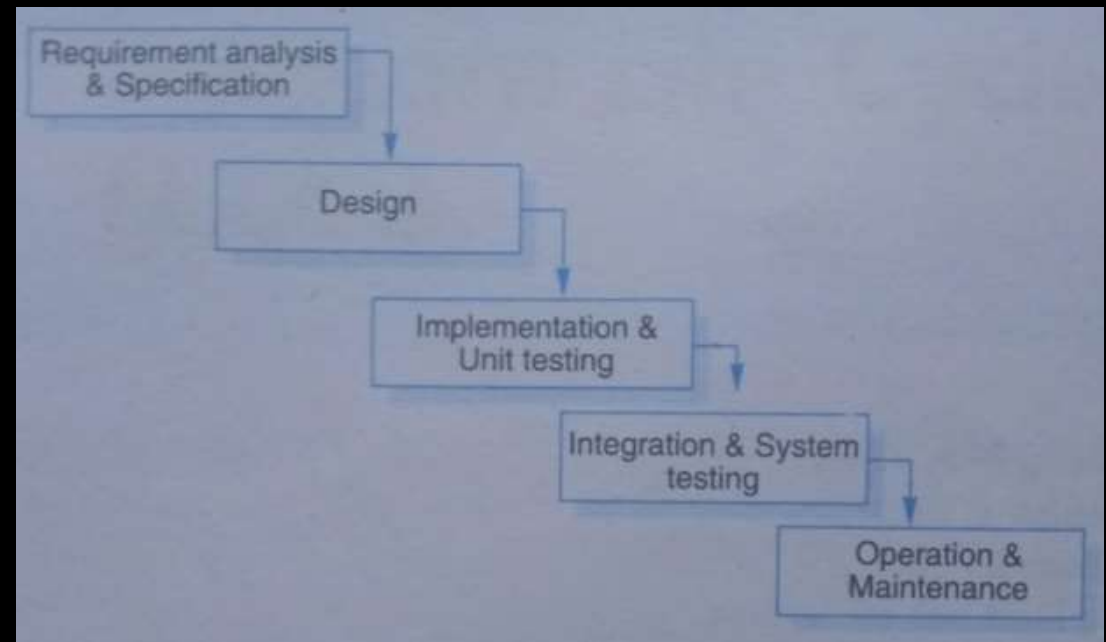 Requirement analysis
& Specification
Design
Implementation &
Unit testing
Integration & System
testing
Operation &
Maintenance